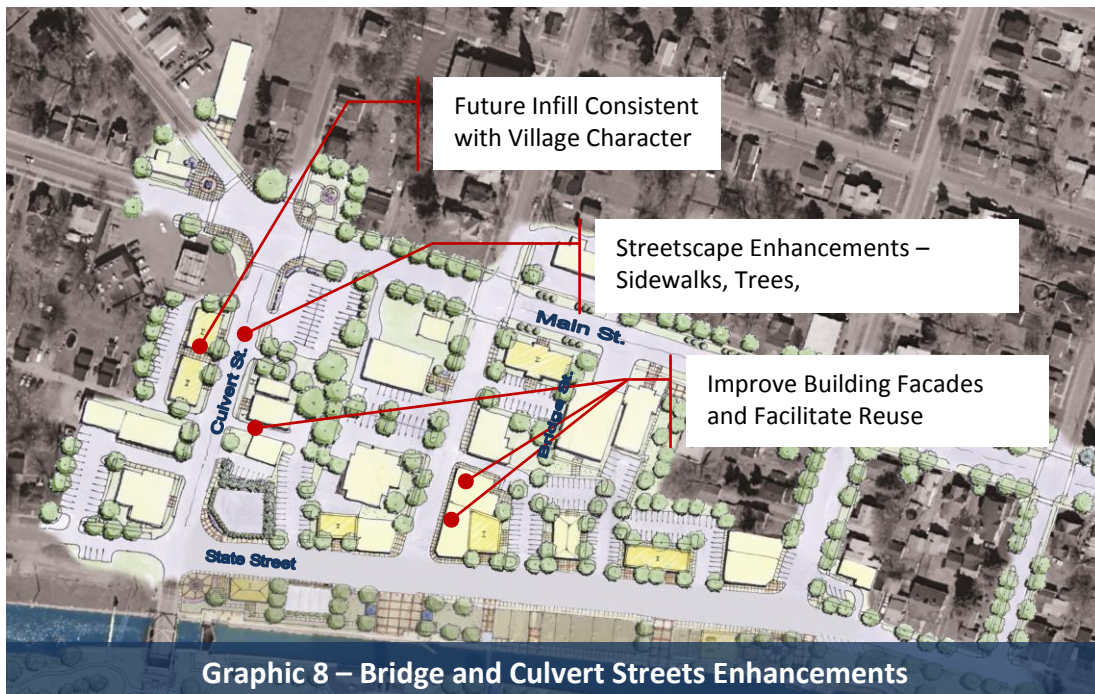 Future Infill Consistent
with Village Character
Streetscape Enhancements –
Sidewalks, Trees,
Main St.
Improve Building Facades
and Facilitate Reuse
Culvert St.
Bridge St.
State Street
Graphic 8 – Bridge and Culvert Streets Enhancements